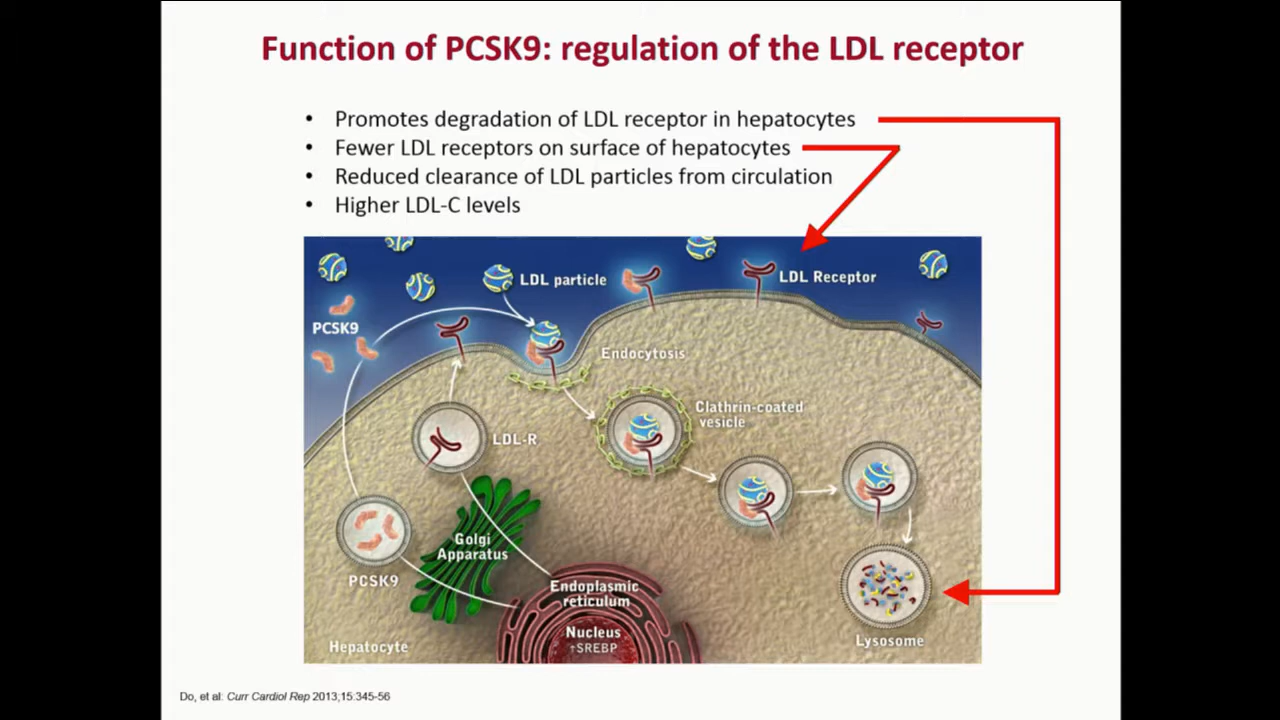 Function of PCSK9: regulation of the LDL receptor
• Promotes degradation of LDL receptor in hepatocytes
• Fewer LDL receptors on surface of hepatocytes
• Reduced clearance of LDL particles from circulation
• Higher LDL-C levels
LDL particle
LDL Receptor
PCSK9
Endocytosis
Clathrin-coated
vesicle
LDL-R
Golgi
Apparatus
PCSK9
Endoplasmic
reticulum
Nucleus
↑SREBP
Lysosome
Hepatocyte
Do, et al: Curr Cardiol Rep 2013;15:345-56